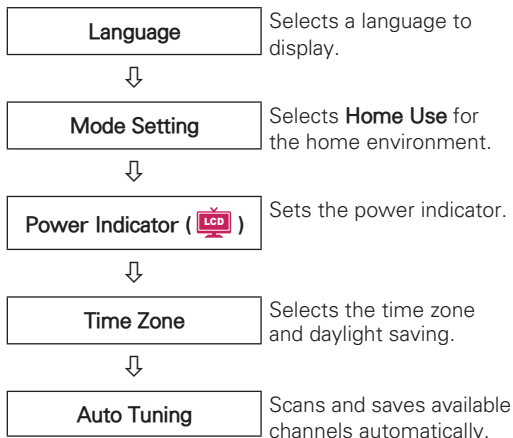 Language
Selects a language to
display.
Mode Setting
Selects Home Use for
the home environment.
Power Indicator ( LCD )
Sets the power indicator.
Time Zone
Selects the time zone
and daylight saving.
Auto Tuning
Scans and saves available
channels automatically.